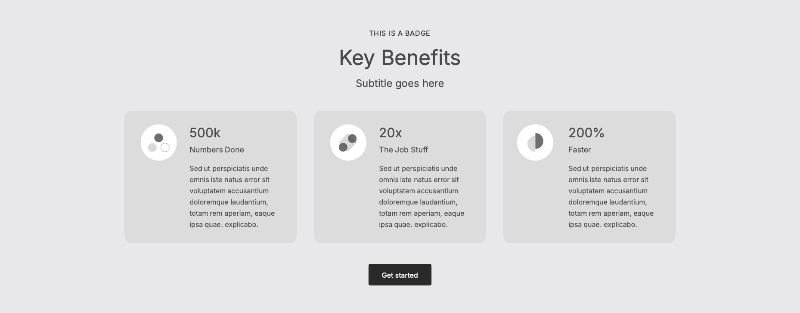 THIS IS A BADGE
Key Benefits
Subtitle goes here
500k
Numbers Done
Sed ut perspiciatis unde
omnis iste natus error sit
voluptatem accusantium
doloremque laudantium,
totam rem aperiam, eaque
ipsa quae. explicabo.
20x
The Job Stuff
Sed ut perspiciatis unde
omnis iste natus error sit
voluptatem accusantium
doloremque laudantium,
totam rem aperiam, eaque
ipsa quae. explicabo.
200%
Faster
Sed ut perspiciatis unde
omnis iste natus error sit
voluptatem accusantium
doloremque laudantium,
totam rem aperiam, eaque
ipsa quae. explicabo.
Get started